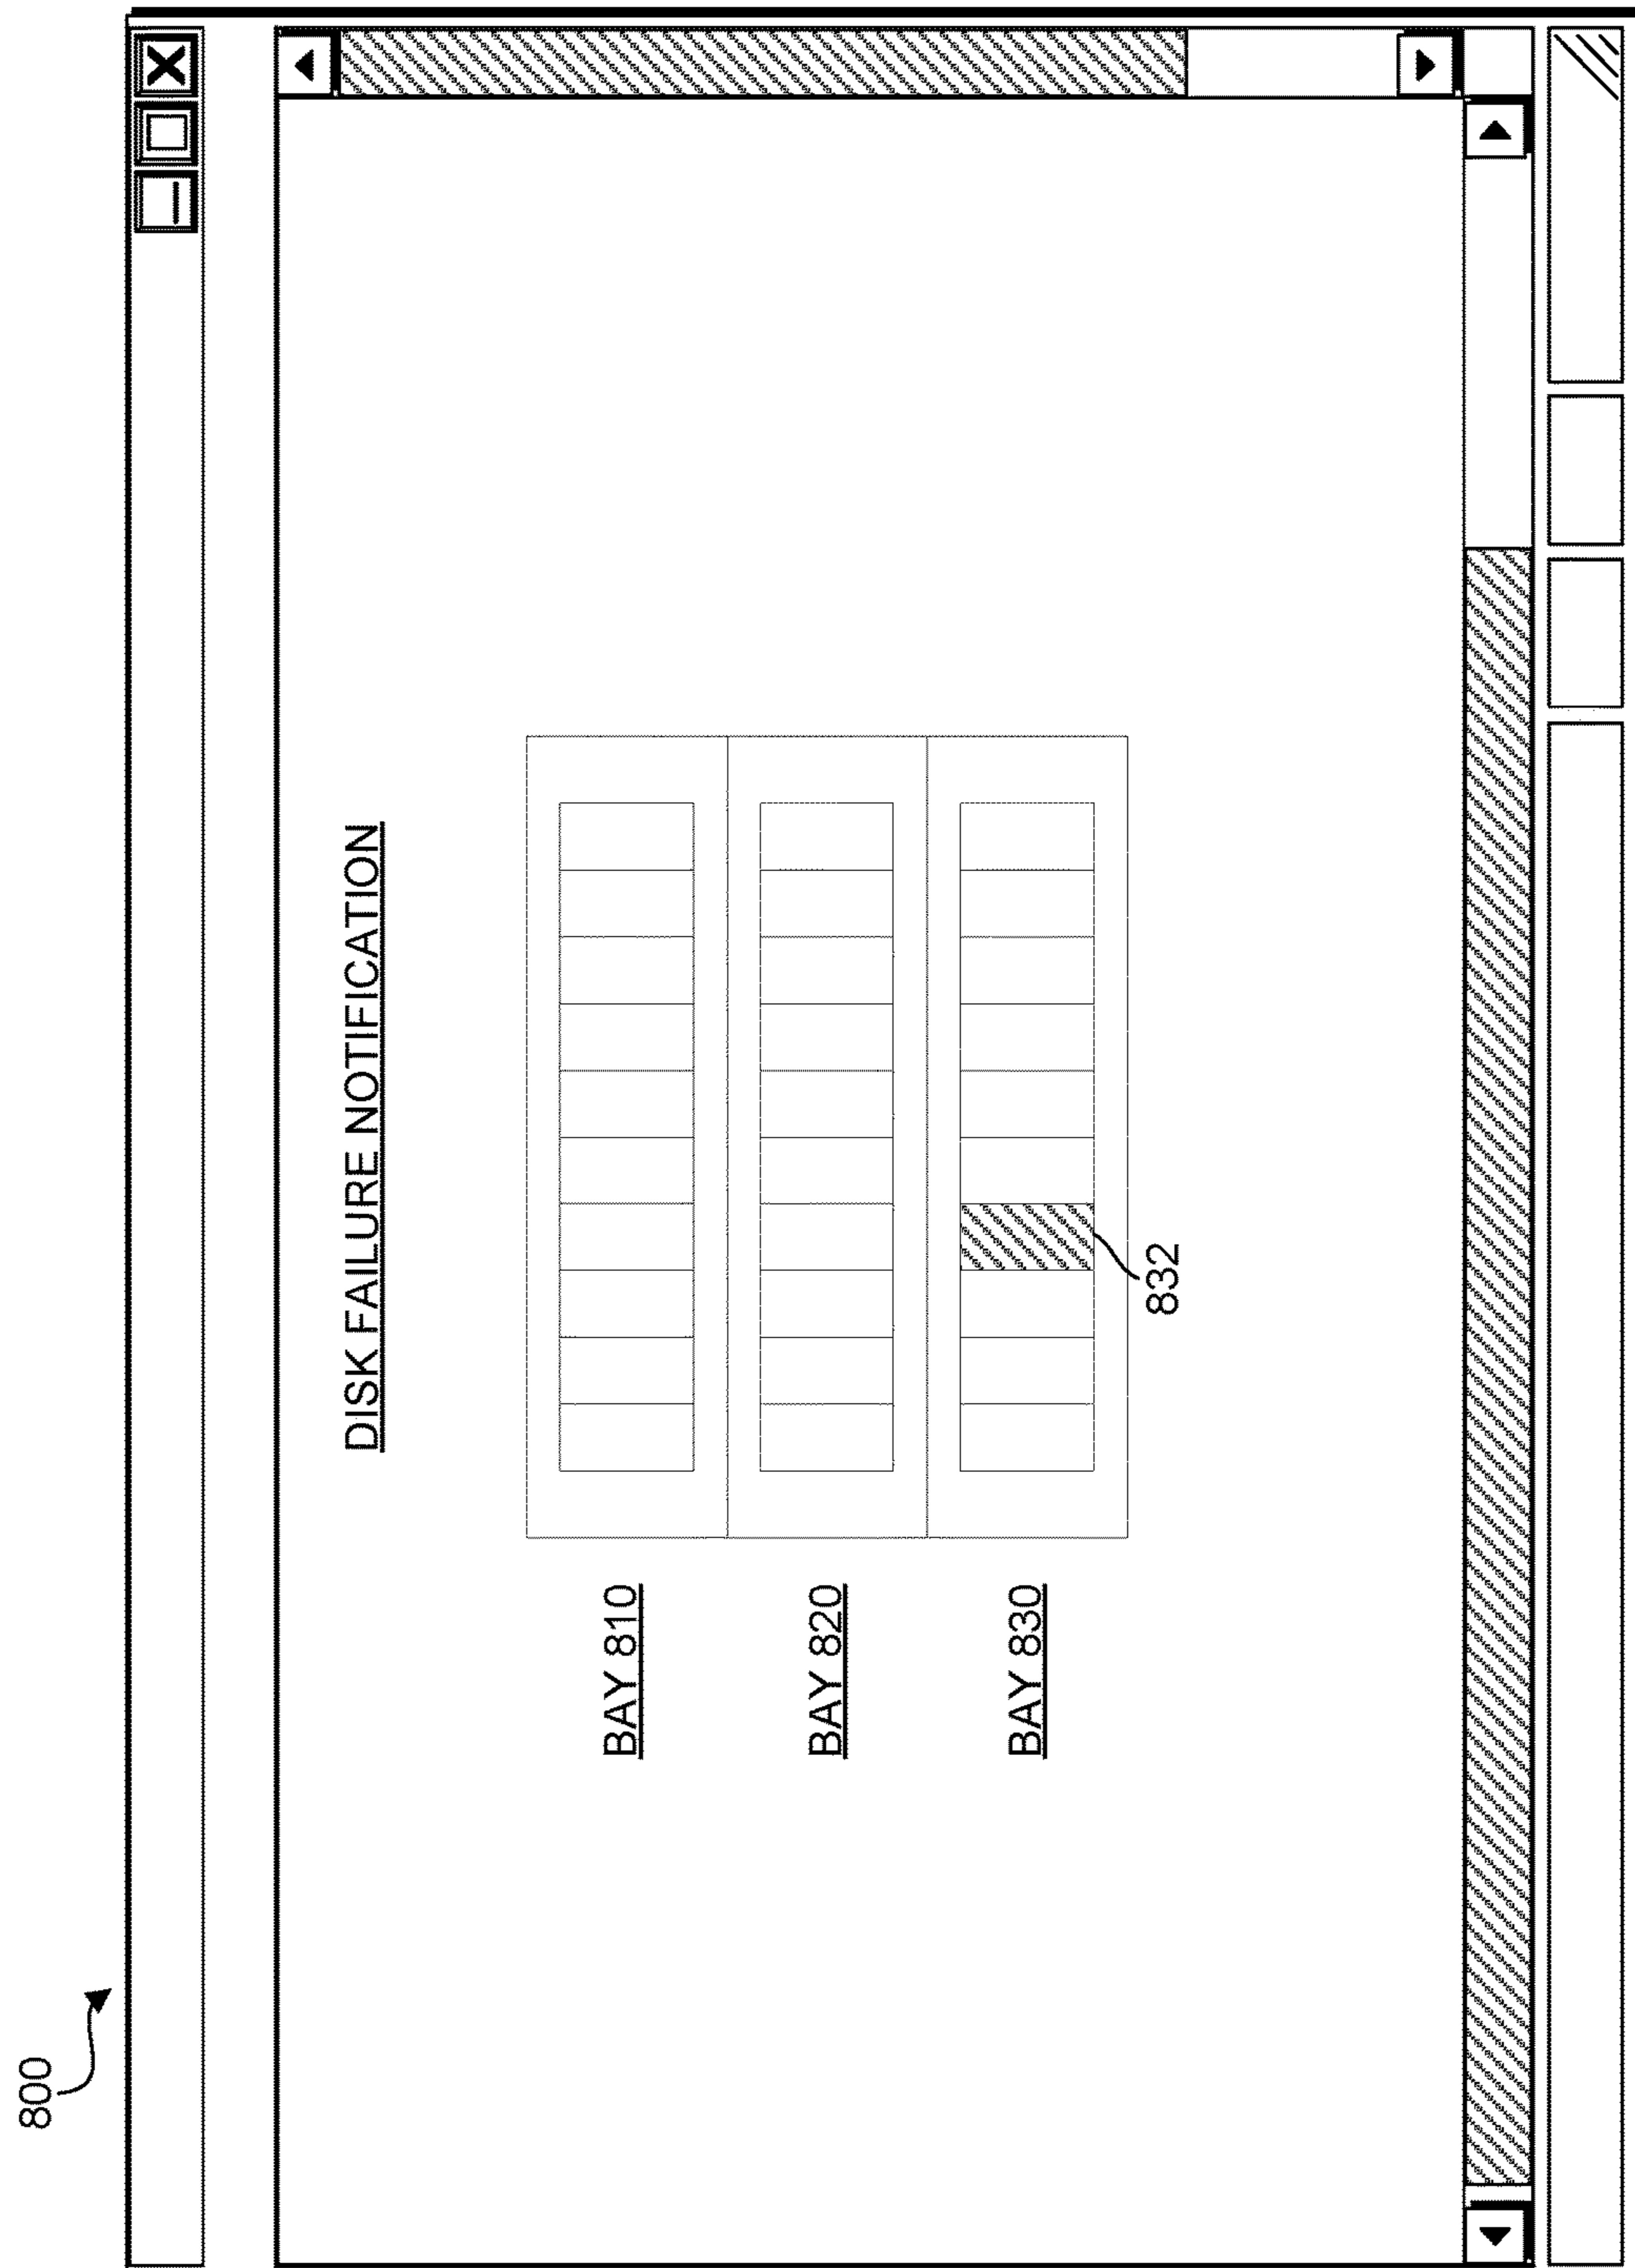 800
DISK FAILURE NOTIFICATION
BAY 810
BAY 820
BAY 830
832